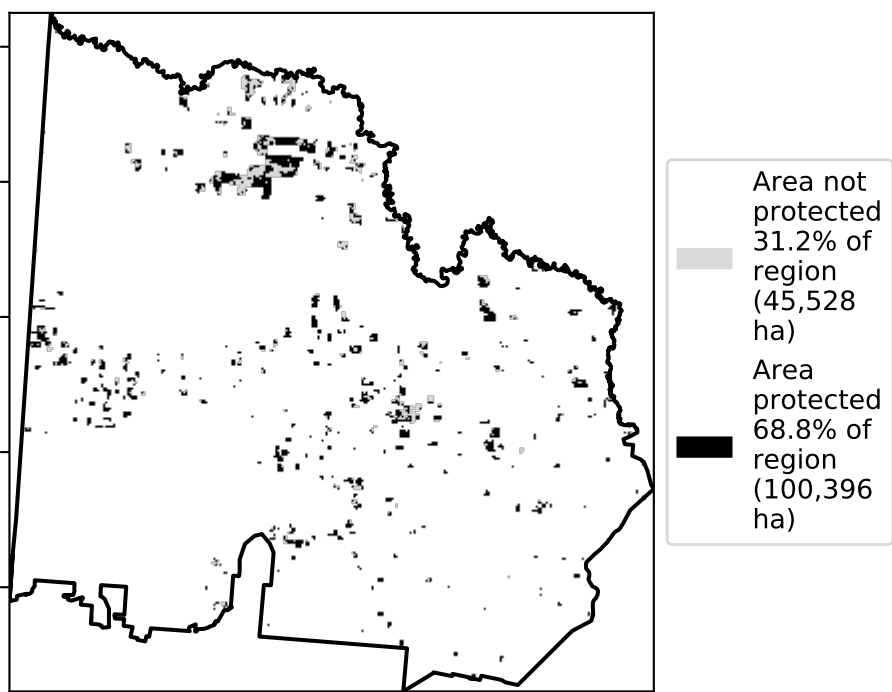 Area not
protected
31.2% of
region
(45,528
ha)
Area
protected
68.8% of
region
(100,396
ha)